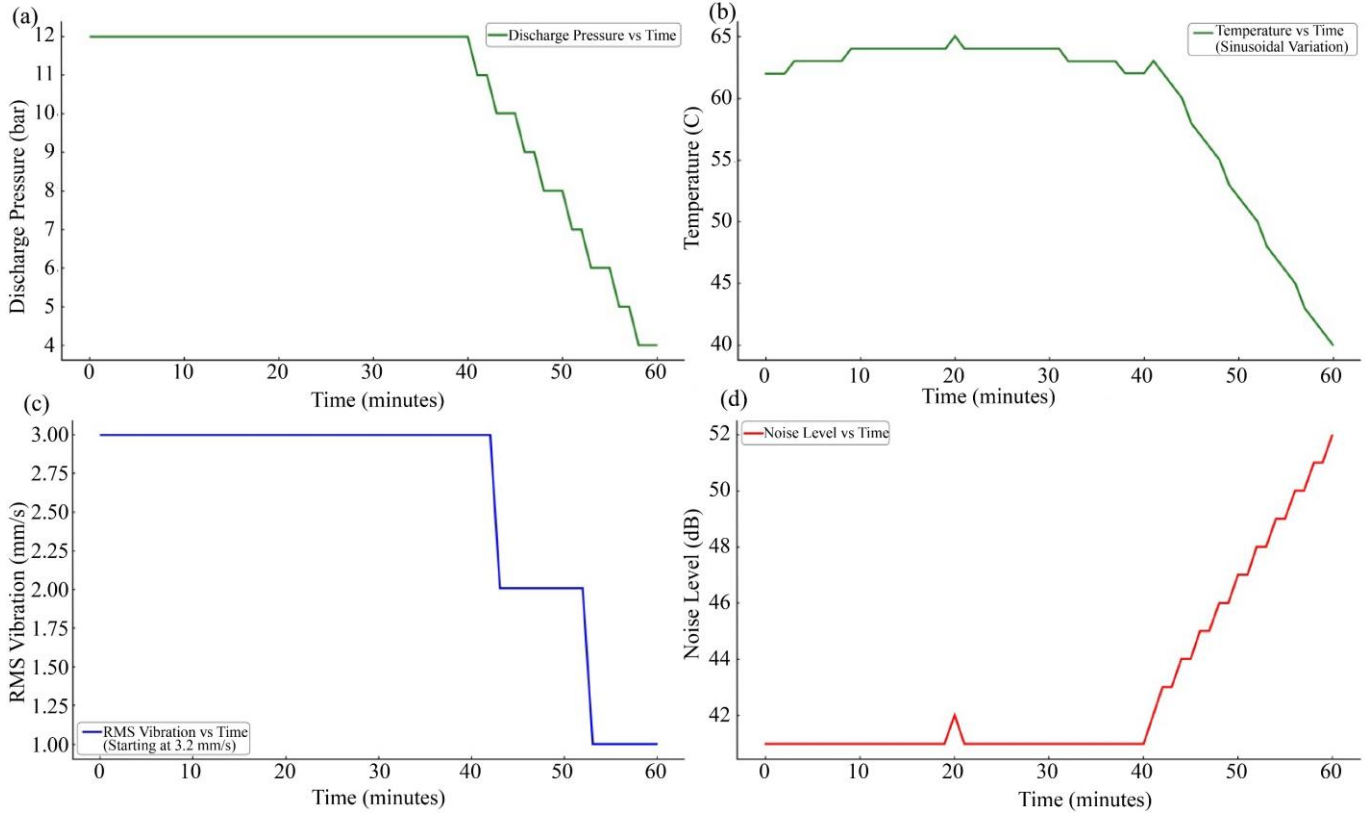 (a)
Discharge Pressure vs Time
12
11
10
9
8
7
6
5
4
Discharge Pressure (bar)
0 10 20 30 40 50 60
Time (minutes)
(b)
Temperature vs Time
(Sinusoidal Variation)
65
60
55
50
45
40
Temperature (C)
0 10 20 30 40 50 60
Time (minutes)
(c)
3.00
2.75
2.50
2.25
2.00
1.75
1.50
1.25
1.00
RMS Vibration (mm/s)
RMS Vibration vs Time
(Starting at 3.2 mm/s)
0 10 20 30 40 50 60
Time (minutes)
(d)
Noise Level vs Time
52
50
48
46
44
42
Noise Level (dB)
0 10 20 30 40 50 60
Time (minutes)